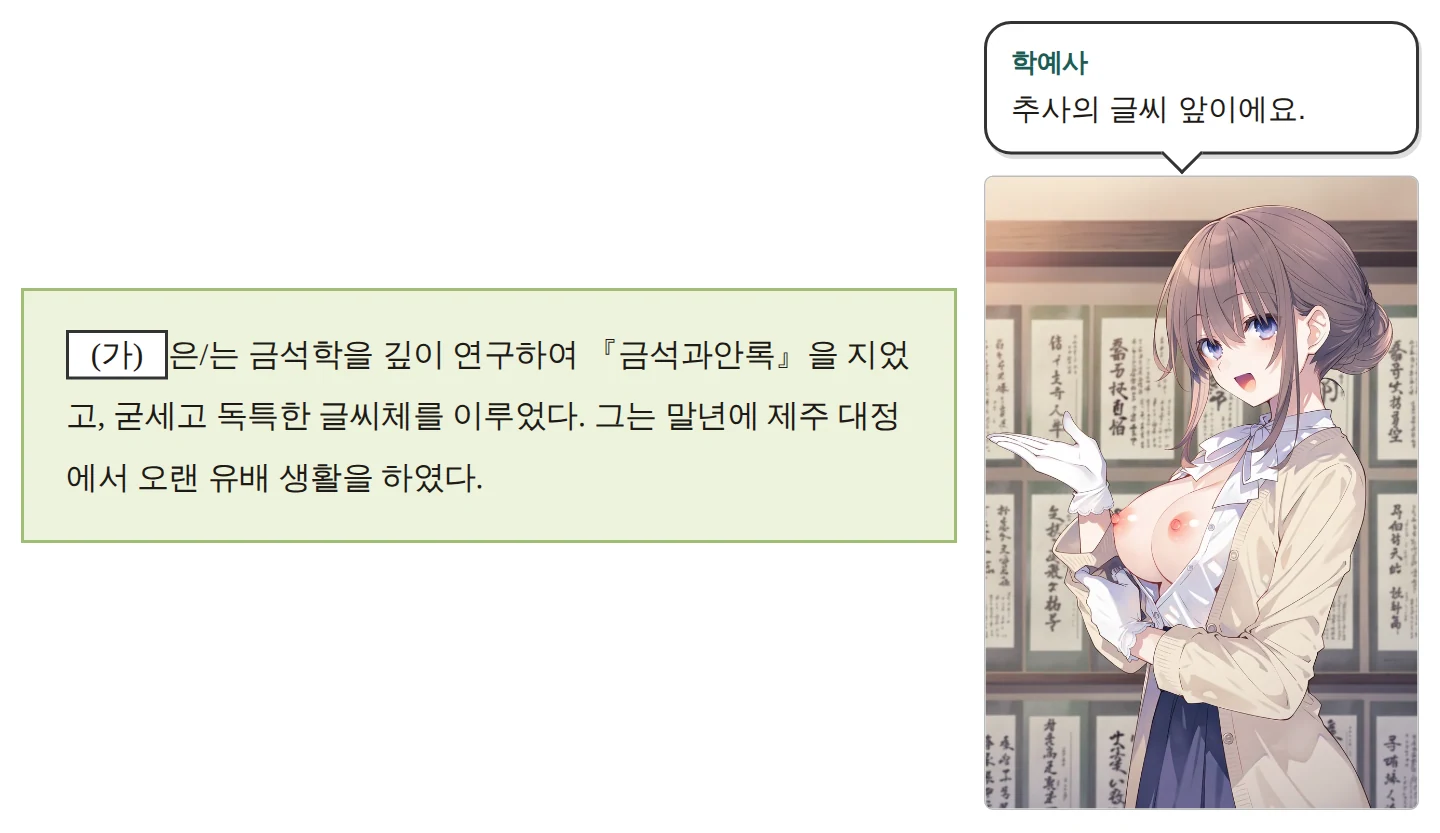 학예사
추사의 글씨 앞이에요.
(가)은/는 금석학을 깊이 연구하여 『금석과안록』을 지었
고, 굳세고 독특한 글씨체를 이루었다. 그는 말년에 제주 대정
에서 오랜 유배 생활을 하였다.